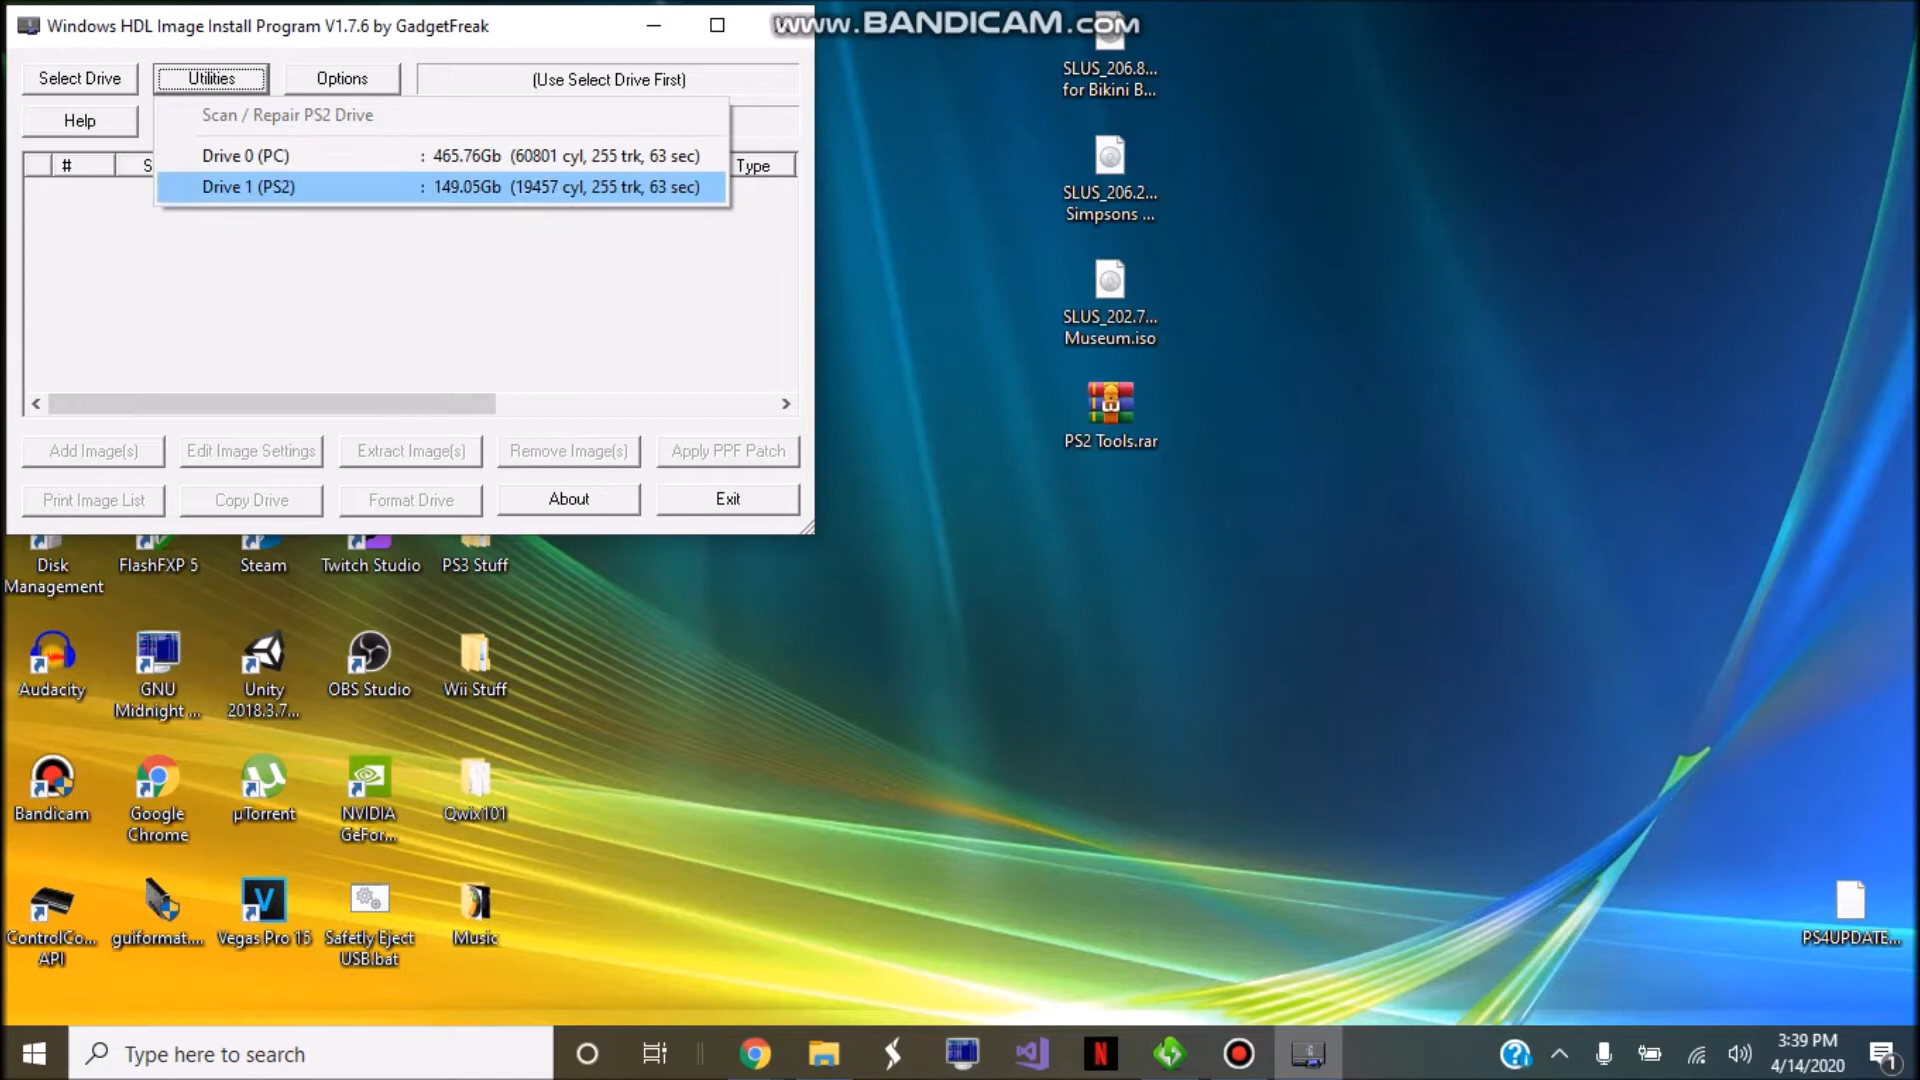 Windows HDL Image Install Program V1.7.6 by GadgetFreak
www.BANDICAM.com
Select Drive
Utilities
Options
(Use Select Drive First)
Help
Scan / Repair PS2 Drive
Drive 0 (PC) : 465.76Gb (60801 cyl, 255 trk, 63 sec)
Drive 1 (PS2) : 149.05Gb (19457 cyl, 255 trk, 63 sec)
#
S
Type
Add Image(s)
Edit Image Settings
Extract Image(s)
Remove Image(s)
Apply PPF Patch
Print Image List
Copy Drive
Format Drive
About
Exit
SLUS_206.8...
for Bikini B...
SLUS_206.2...
Simpsons ...
SLUS_202.7...
Museum.iso
PS2 Tools.rar
Disk
Management
FlashFXP 5
Steam
Twitch Studio
PS3 Stuff
Audacity
GNU
Midnight ...
Unity
2018.3.7...
OBS Studio
Wii Stuff
Bandicam
Google
Chrome
µTorrent
NVIDIA
GeFor...
Qwix101
ControlCo...
API
guiformat....
Vegas Pro 15
Safetly Eject
USB.bat
Music
PS4UPDATE...
Type here to search
3:39 PM
4/14/2020
1